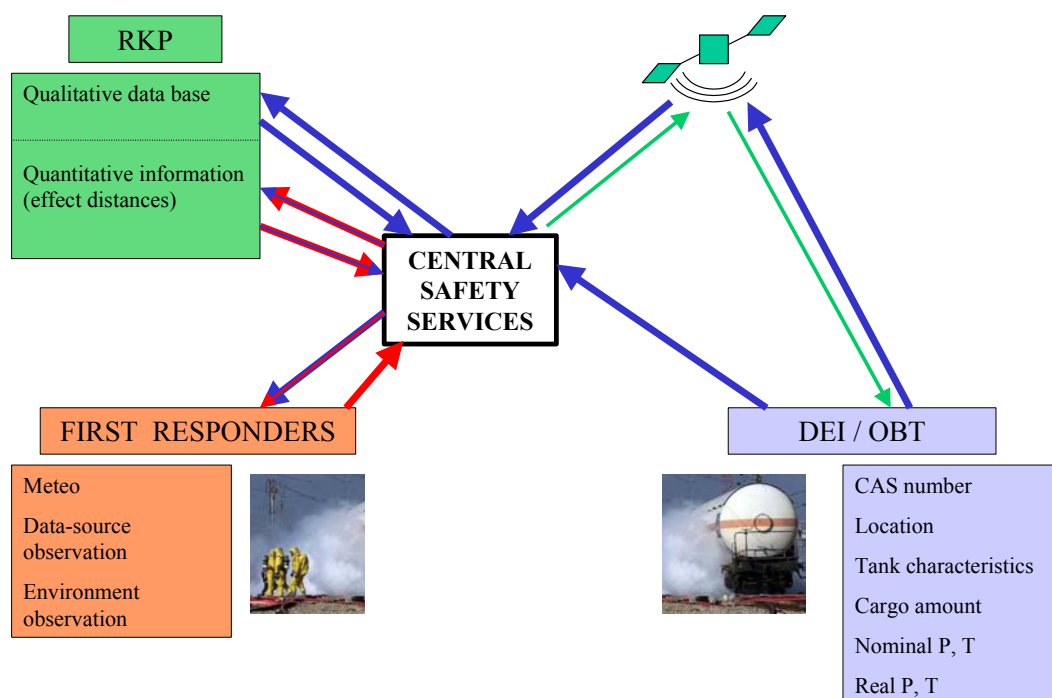 RKP
Qualitative data base
Quantitative information
(effect distances)
CENTRAL
SAFETY
SERVICES
FIRST RESPONDERS
Meteo
Data-source
observation
Environment
observation
DEI / OBT
CAS number
Location
Tank characteristics
Cargo amount
Nominal P, T
Real P, T